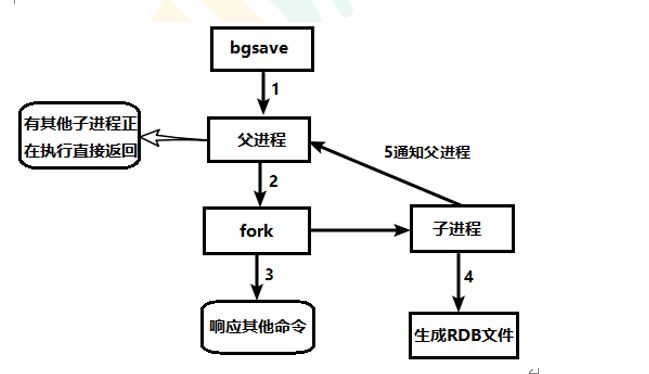 bgsave
1
有其他子进程正
在执行直接返回
父进程
5通知父进程
2
fork
子进程
3
4
响应其他命令
生成RDB文件